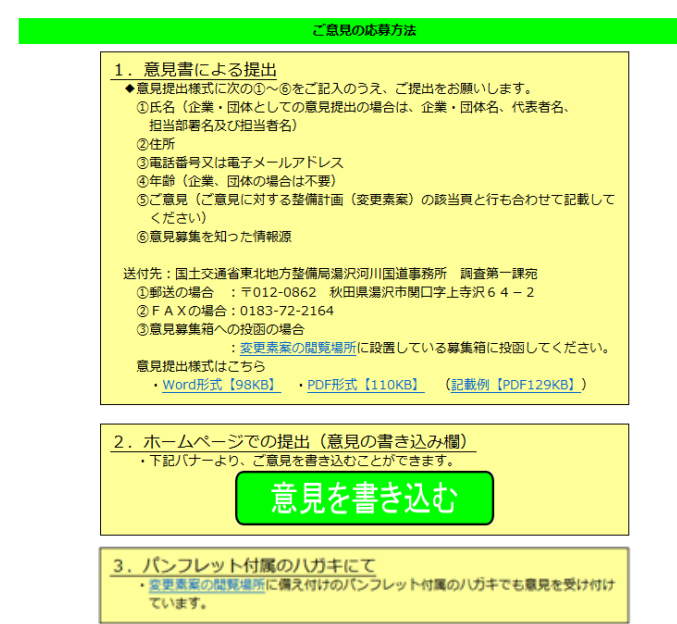 ご意見の応募方法
１．意見書による提出
◆意見提出様式に次の①～⑥をご記入のうえ、ご提出をお願いします。
①氏名（企業・団体としての意見提出の場合は、企業・団体名、代表者名、
担当部署名及び担当者名）
②住所
③電話番号又は電子メールアドレス
④年齢（企業、団体の場合は不要）
⑤ご意見（ご意見に対する整備計画（変更素案）の該当頁と行も合わせて記載して
ください）
⑥意見募集を知った情報源
送付先：国土交通省東北地方整備局湯沢河川国道事務所　調査第一課宛
①郵送の場合　：〒012-0862　秋田県湯沢市関口字上寺沢６４－２
②ＦＡＸの場合：0183-72-2164
③意見募集箱への投函の場合
：変更素案の閲覧場所に設置している募集箱に投函してください。
意見提出様式はこちら
・Word形式【98KB】　・PDF形式【110KB】　（記載例【PDF129KB】）
２．ホームページでの提出（意見の書き込み欄）
・下記バナーより、ご意見を書き込むことができます。
意見を書き込む
３．パンフレット付属のハガキにて
・変更素案の閲覧場所に備え付けのパンフレット付属のハガキでも意見を受け付け
ています。